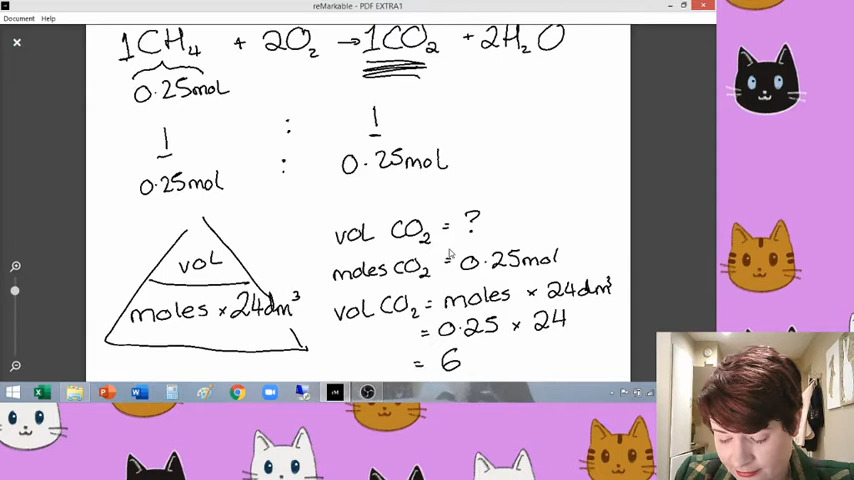 reMarkable - PDF EXTRA1
Document Help
1CH₄ + 2O₂ → 1CO₂ + 2H₂O
0.25mol
1 : 1
0.25mol : 0.25mol
vol CO₂ = ?
moles CO₂ = 0.25mol
vol CO₂ = moles × 24dm³
= 0.25 × 24
= 6
vol
moles × 24dm³